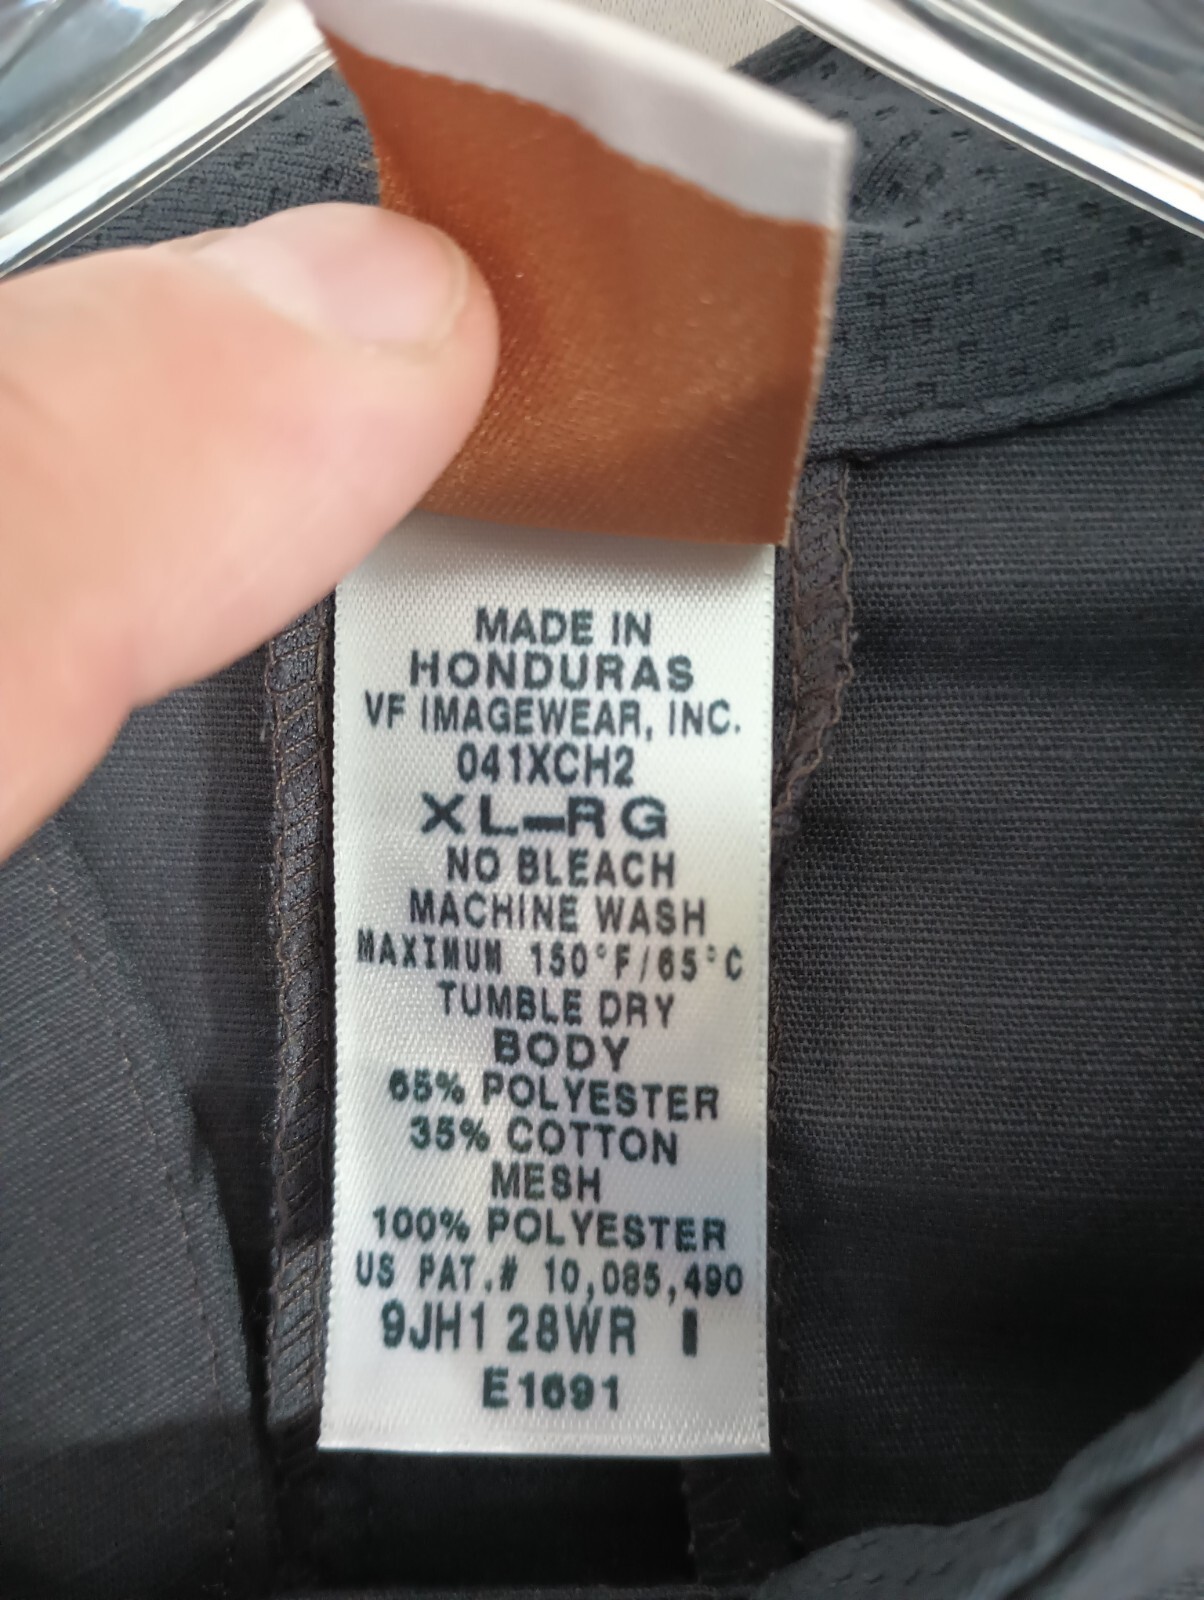 MADE IN
HONDURAS
VF IMAGEWEAR, INC.
041XCH2
XL-RG
NO BLEACH
MACHINE WASH
MAXIMUM 150°F/65°C
TUMBLE DRY
BODY
65% POLYESTER
35% COTTON
MESH
100% POLYESTER
US PAT.# 10,085,490
9JH1 28WR I
E1691